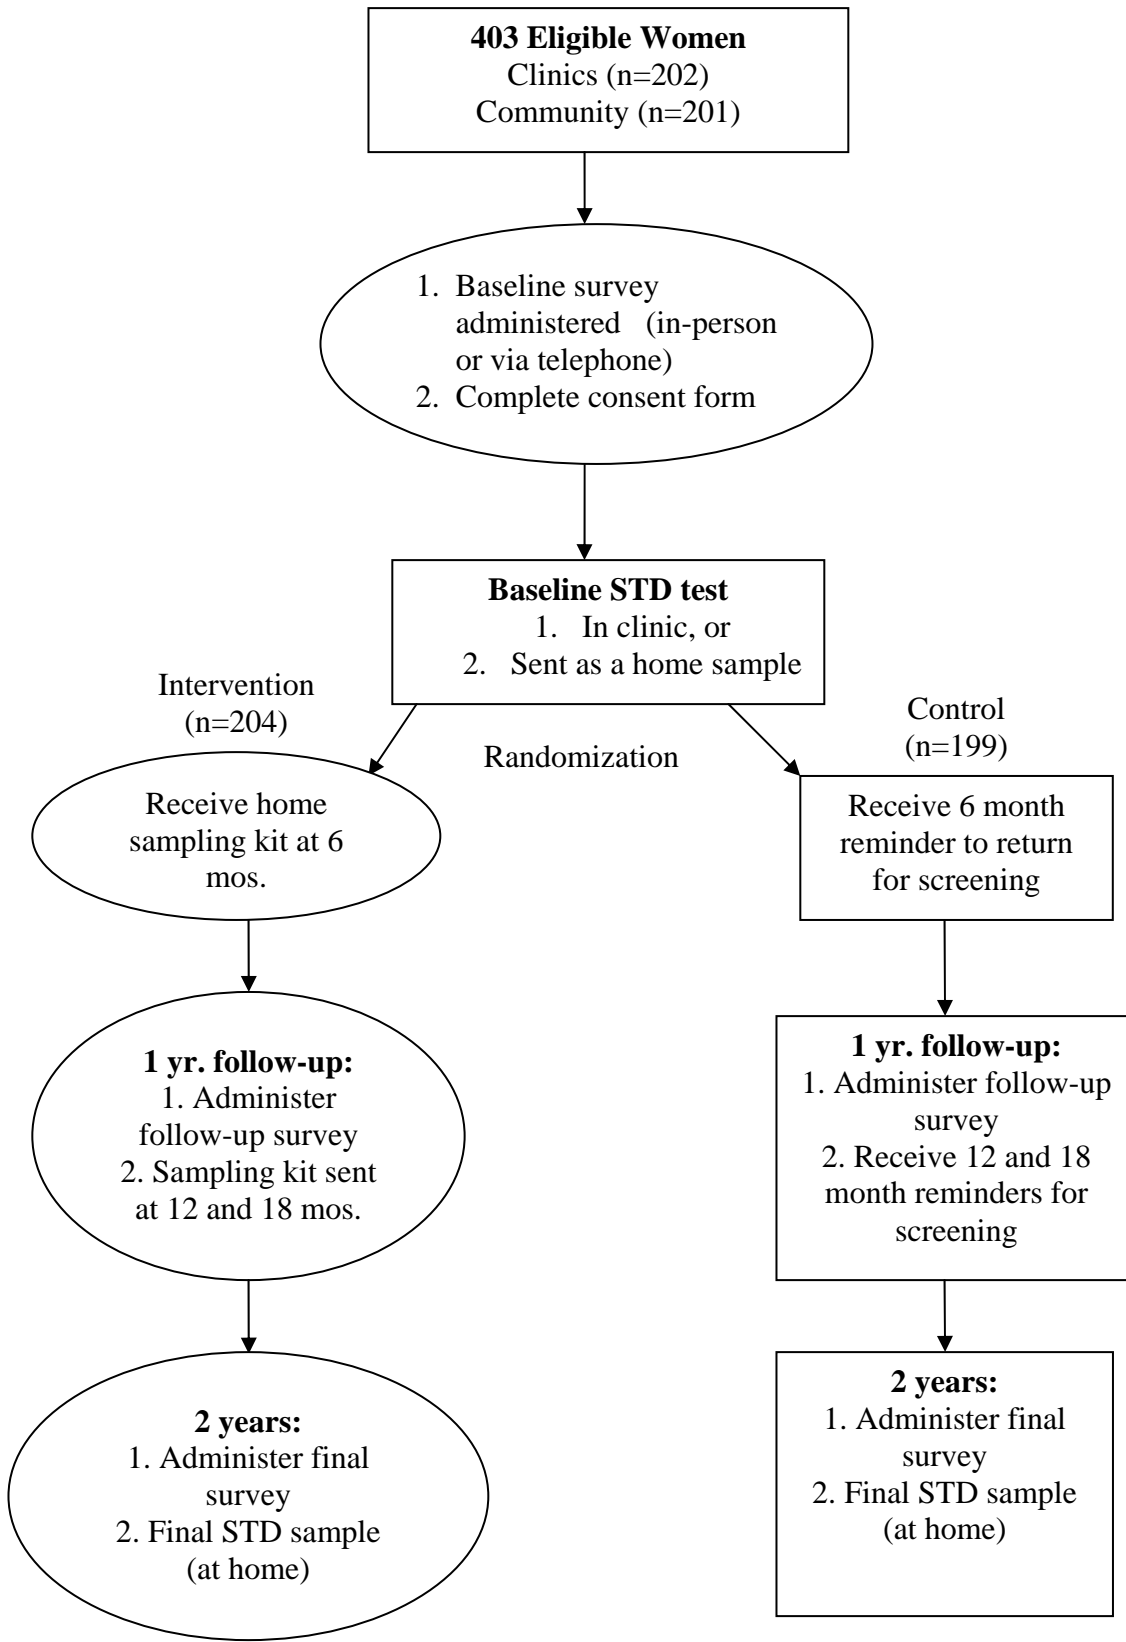 403 Eligible Women
Clinics (n=202)
Community (n=201)
1. Baseline survey
administered (in-person
or via telephone)
2. Complete consent form
Baseline STD test
1. In clinic, or
2. Sent as a home sample
Intervention
(n=204)
Randomization
Control
(n=199)
Receive home
sampling kit at 6
mos.
Receive 6 month
reminder to return
for screening
1 yr. follow-up:
1. Administer
follow-up survey
2. Sampling kit sent
at 12 and 18 mos.
1 yr. follow-up:
1. Administer follow-up
survey
2. Receive 12 and 18
month reminders for
screening
2 years:
1. Administer final
survey
2. Final STD sample
(at home)
2 years:
1. Administer final
survey
2. Final STD sample
(at home)